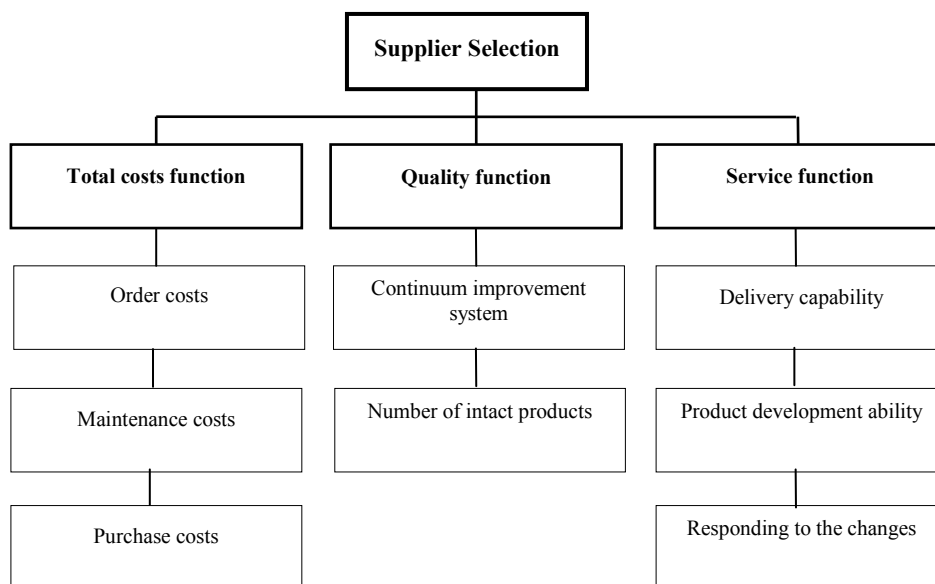 Supplier Selection
Total costs function
Quality function
Service function
Order costs
Continuum improvement
system
Delivery capability
Maintenance costs
Number of intact products
Product development ability
Purchase costs
Responding to the changes